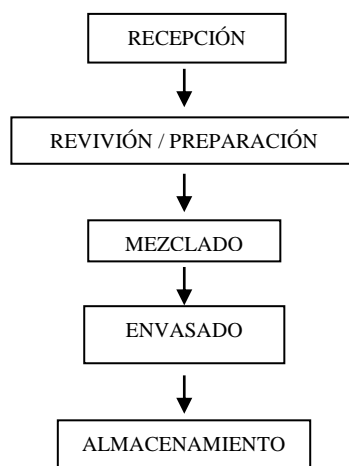 RECEPCIÓN
REVIVIÓN / PREPARACIÓN
MEZCLADO
ENVASADO
ALMACENAMIENTO